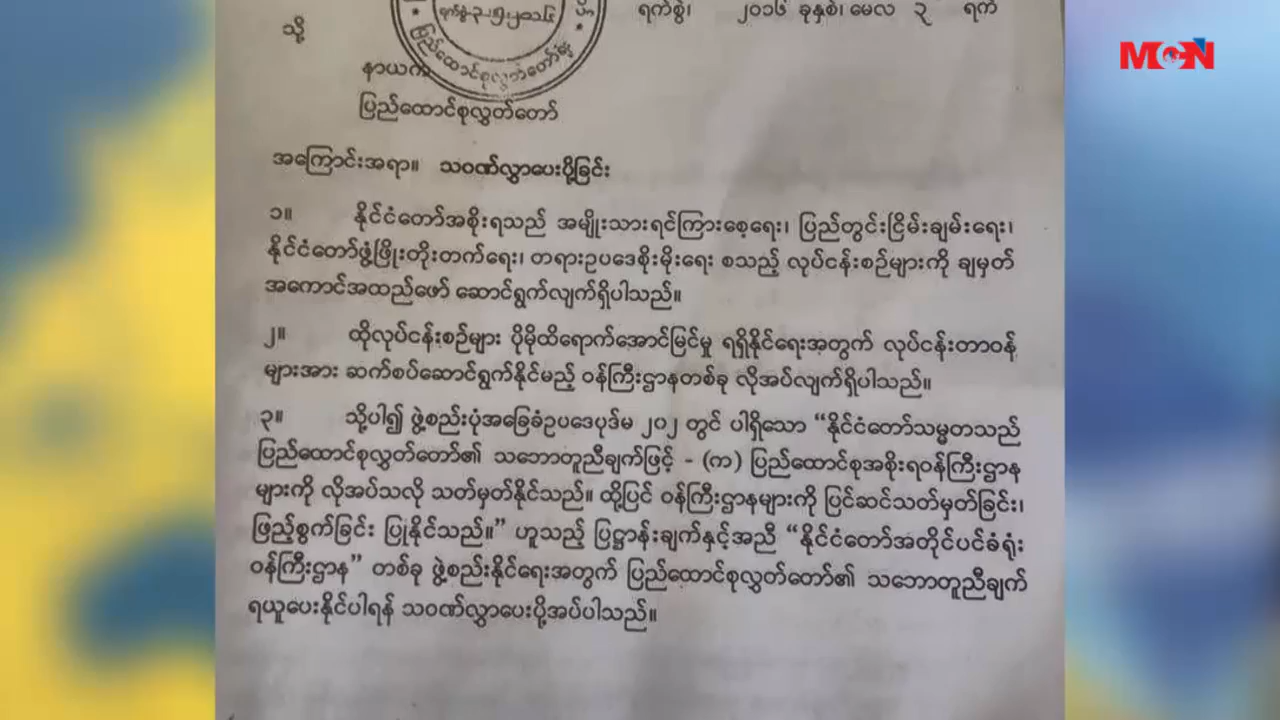 ရက်စွဲ၊ ၂၀၁၆ ခုနှစ်၊ မေလ ၃ ရက်
MCN
သို့
နာယက
ပြည်ထောင်စုလွှတ်တော်
ပြည်ထောင်စုလွှတ်တော်ရုံး
အကြောင်းအရာ။ သဝဏ်လွှာပေးပို့ခြင်း
၁။ နိုင်ငံတော်အစိုးရသည် အမျိုးသားရင်ကြားစေ့ရေး၊ ပြည်တွင်းငြိမ်းချမ်းရေး၊
နိုင်ငံတော်ဖွံ့ဖြိုးတိုးတက်ရေး၊ တရားဥပဒေစိုးမိုးရေး စသည့် လုပ်ငန်းစဉ်များကို ချမှတ်
အကောင်အထည်ဖော် ဆောင်ရွက်လျက်ရှိပါသည်။
၂။ ထိုလုပ်ငန်းစဉ်များ ပိုမိုထိရောက်အောင်မြင်မှု ရရှိနိုင်ရေးအတွက် လုပ်ငန်းတာဝန်
များအား ဆက်စပ်ဆောင်ရွက်နိုင်မည့် ဝန်ကြီးဌာနတစ်ခု လိုအပ်လျက်ရှိပါသည်။
၃။ သို့ပါ၍ ဖွဲ့စည်းပုံအခြေခံဥပဒေပုဒ်မ ၂၀၂ တွင် ပါရှိသော “နိုင်ငံတော်သမ္မတသည်
ပြည်ထောင်စုလွှတ်တော်၏ သဘောတူညီချက်ဖြင့် - (က) ပြည်ထောင်စုအစိုးရဝန်ကြီးဌာန
များကို လိုအပ်သလို သတ်မှတ်နိုင်သည်။ ထို့ပြင် ဝန်ကြီးဌာနများကို ပြင်ဆင်သတ်မှတ်ခြင်း၊
ဖြည့်စွက်ခြင်း ပြုနိုင်သည်။” ဟူသည့် ပြဋ္ဌာန်းချက်နှင့်အညီ “နိုင်ငံတော်အတိုင်ပင်ခံရုံး
ဝန်ကြီးဌာန” တစ်ခု ဖွဲ့စည်းနိုင်ရေးအတွက် ပြည်ထောင်စုလွှတ်တော်၏ သဘောတူညီချက်
ရယူပေးနိုင်ပါရန် သဝဏ်လွှာပေးပို့အပ်ပါသည်။